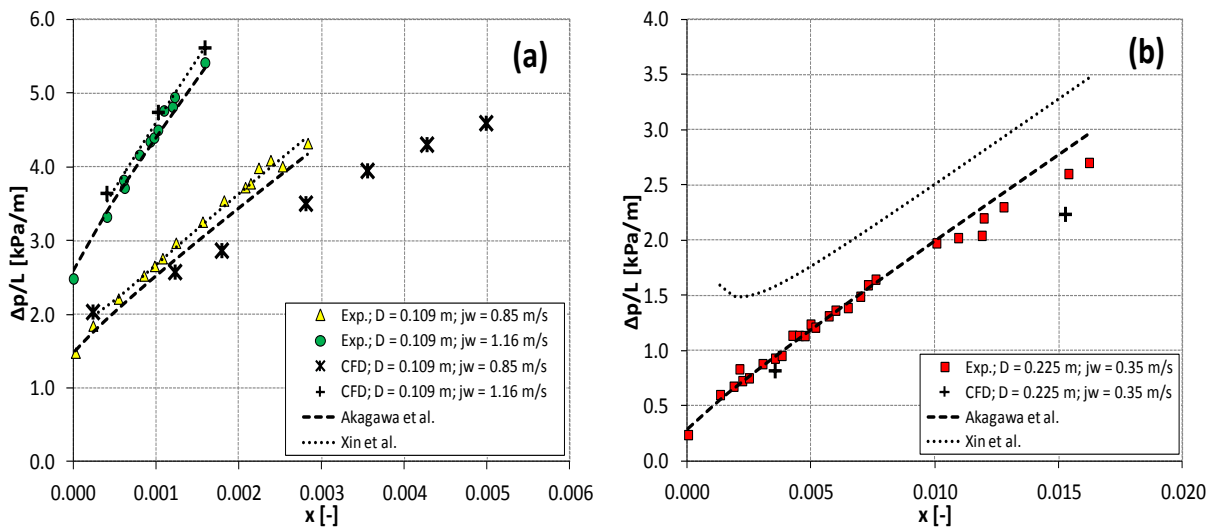 (a)
Δp/L [kPa/m]
6.0
5.0
4.0
3.0
2.0
1.0
0.0
Exp.; D = 0.109 m; jw = 0.85 m/s
Exp.; D = 0.109 m; jw = 1.16 m/s
CFD; D = 0.109 m; jw = 0.85 m/s
CFD; D = 0.109 m; jw = 1.16 m/s
Akagawa et al.
Xin et al.
0.000 0.001 0.002 0.003 0.004 0.005 0.006
x [-]
(b)
Δp/L [kPa/m]
4.0
3.5
3.0
2.5
2.0
1.5
1.0
0.5
0.0
Exp.; D = 0.225 m; jw = 0.35 m/s
CFD; D = 0.225 m; jw = 0.35 m/s
Akagawa et al.
Xin et al.
0.000 0.005 0.010 0.015 0.020
x [-]